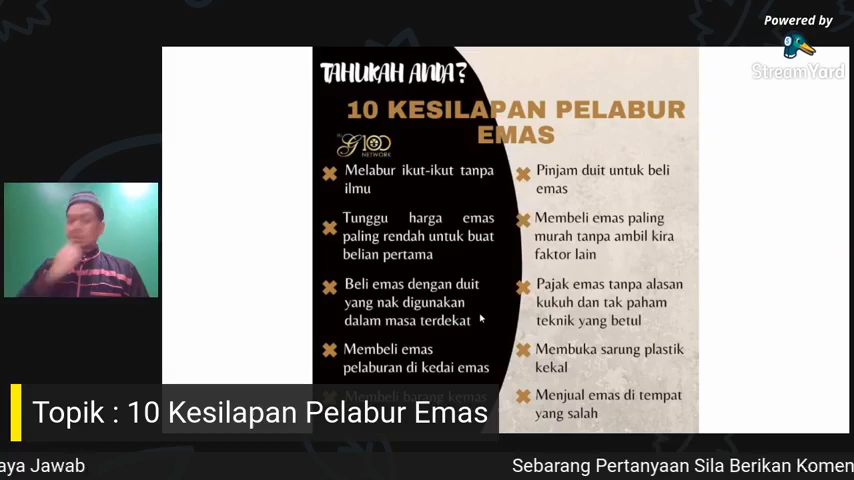 Powered by
StreamYard
TAHUKAH ANDA?
10 KESILAPAN PELABUR
EMAS
G100
NETWORK
Melabur ikut-ikut tanpa
ilmu
Tunggu harga emas
paling rendah untuk buat
belian pertama
Beli emas dengan duit
yang nak digunakan
dalam masa terdekat
Membeli emas
pelaburan di kedai emas
Membeli barang kemas
Pinjam duit untuk beli
emas
Membeli emas paling
murah tanpa ambil kira
faktor lain
Pajak emas tanpa alasan
kukuh dan tak paham
teknik yang betul
Membuka sarung plastik
kekal
Menjual emas di tempat
yang salah
Topik : 10 Kesilapan Pelabur Emas
aya Jawab
Sebarang Pertanyaan Sila Berikan Komen